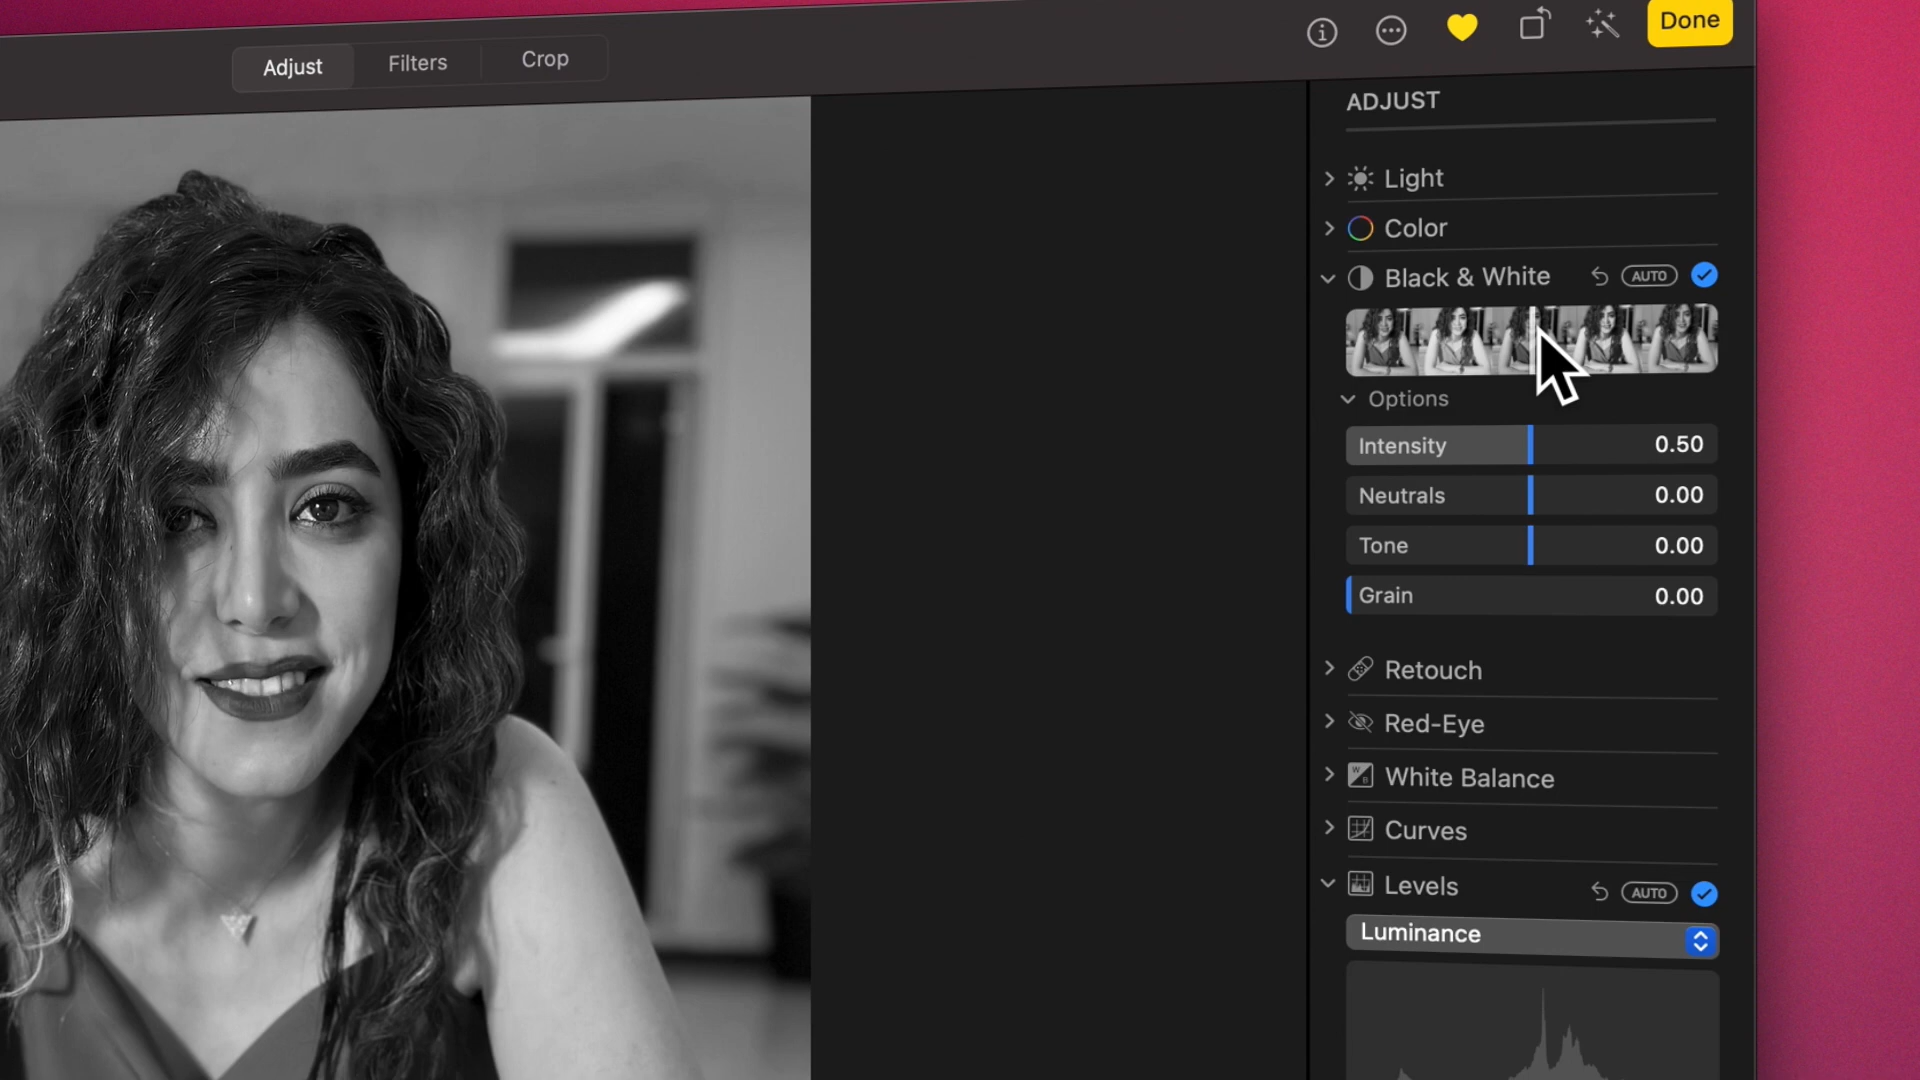 Adjust
Filters
Crop
Done
ADJUST
Light
Color
Black & White
AUTO
Options
Intensity 0.50
Neutrals 0.00
Tone 0.00
Grain 0.00
Retouch
Red-Eye
White Balance
Curves
Levels
AUTO
Luminance